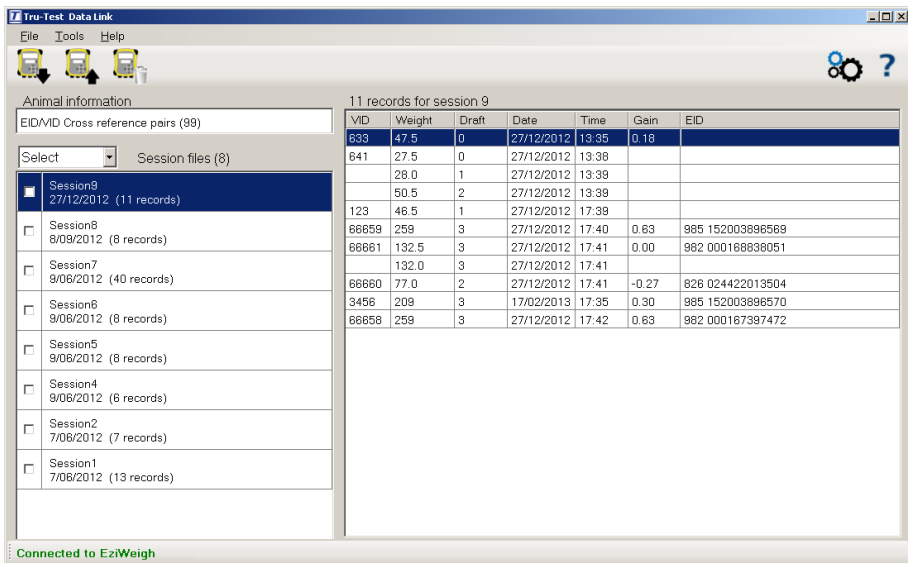 Tru-Test Data Link
File Tools Help
Animal information
EID/VID Cross reference pairs (99)
Select Session files (8)
Session9
27/12/2012 (11 records)
Session8
8/09/2012 (8 records)
Session7
9/06/2012 (40 records)
Session6
9/06/2012 (8 records)
Session5
9/06/2012 (8 records)
Session4
9/06/2012 (6 records)
Session2
7/06/2012 (7 records)
Session1
7/06/2012 (13 records)
11 records for session 9
VID Weight Draft Date Time Gain EID
633 47.5 0 27/12/2012 13:35 0.18
641 27.5 0 27/12/2012 13:38
28.0 1 27/12/2012 13:39
50.5 2 27/12/2012 13:39
123 46.5 1 27/12/2012 17:39
66659 259 3 27/12/2012 17:40 0.63 985 152003896569
66661 132.5 3 27/12/2012 17:41 0.00 982 000168838051
132.0 3 27/12/2012 17:41
66660 77.0 2 27/12/2012 17:41 -0.27 826 024422013504
3456 209 3 17/02/2013 17:35 0.30 985 152003896570
66658 259 3 27/12/2012 17:42 0.63 982 000167397472
Connected to EziWeigh